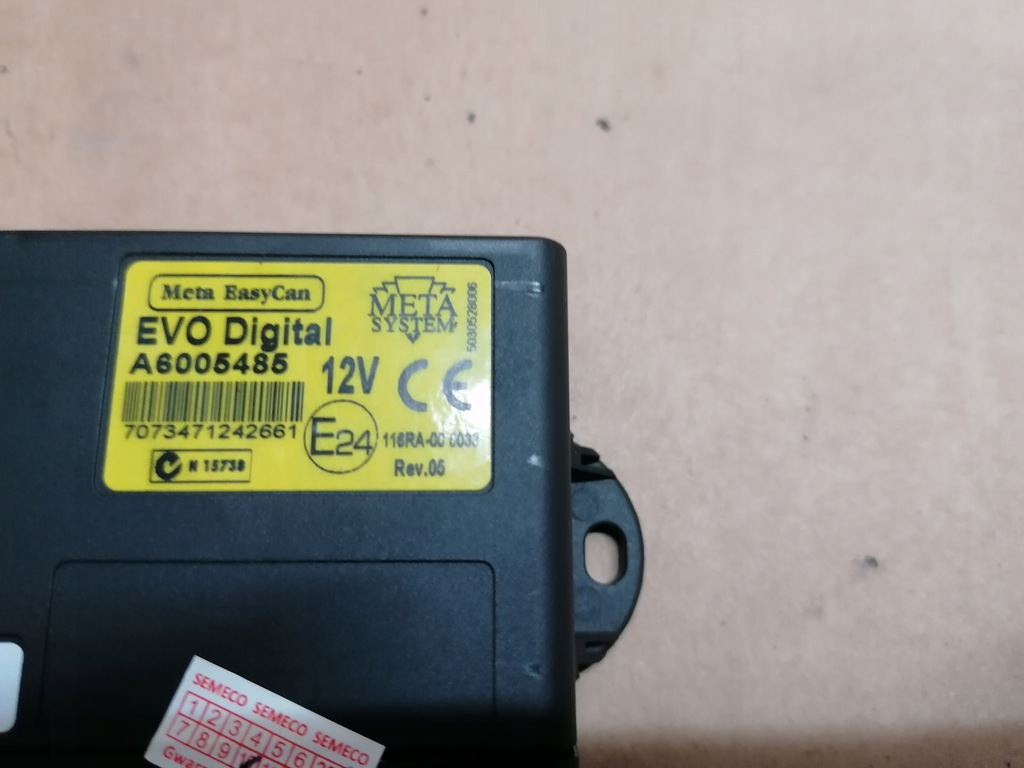 Meta EasyCan
META
SYSTEM
5030528006
EVO Digital
A6005485
12V
CE
7073471242661
E24
116RA-00 0033
N 15738
Rev.05
SEMECO SEMECO SEMECO
1 2 3 4 5 6
7 8 9